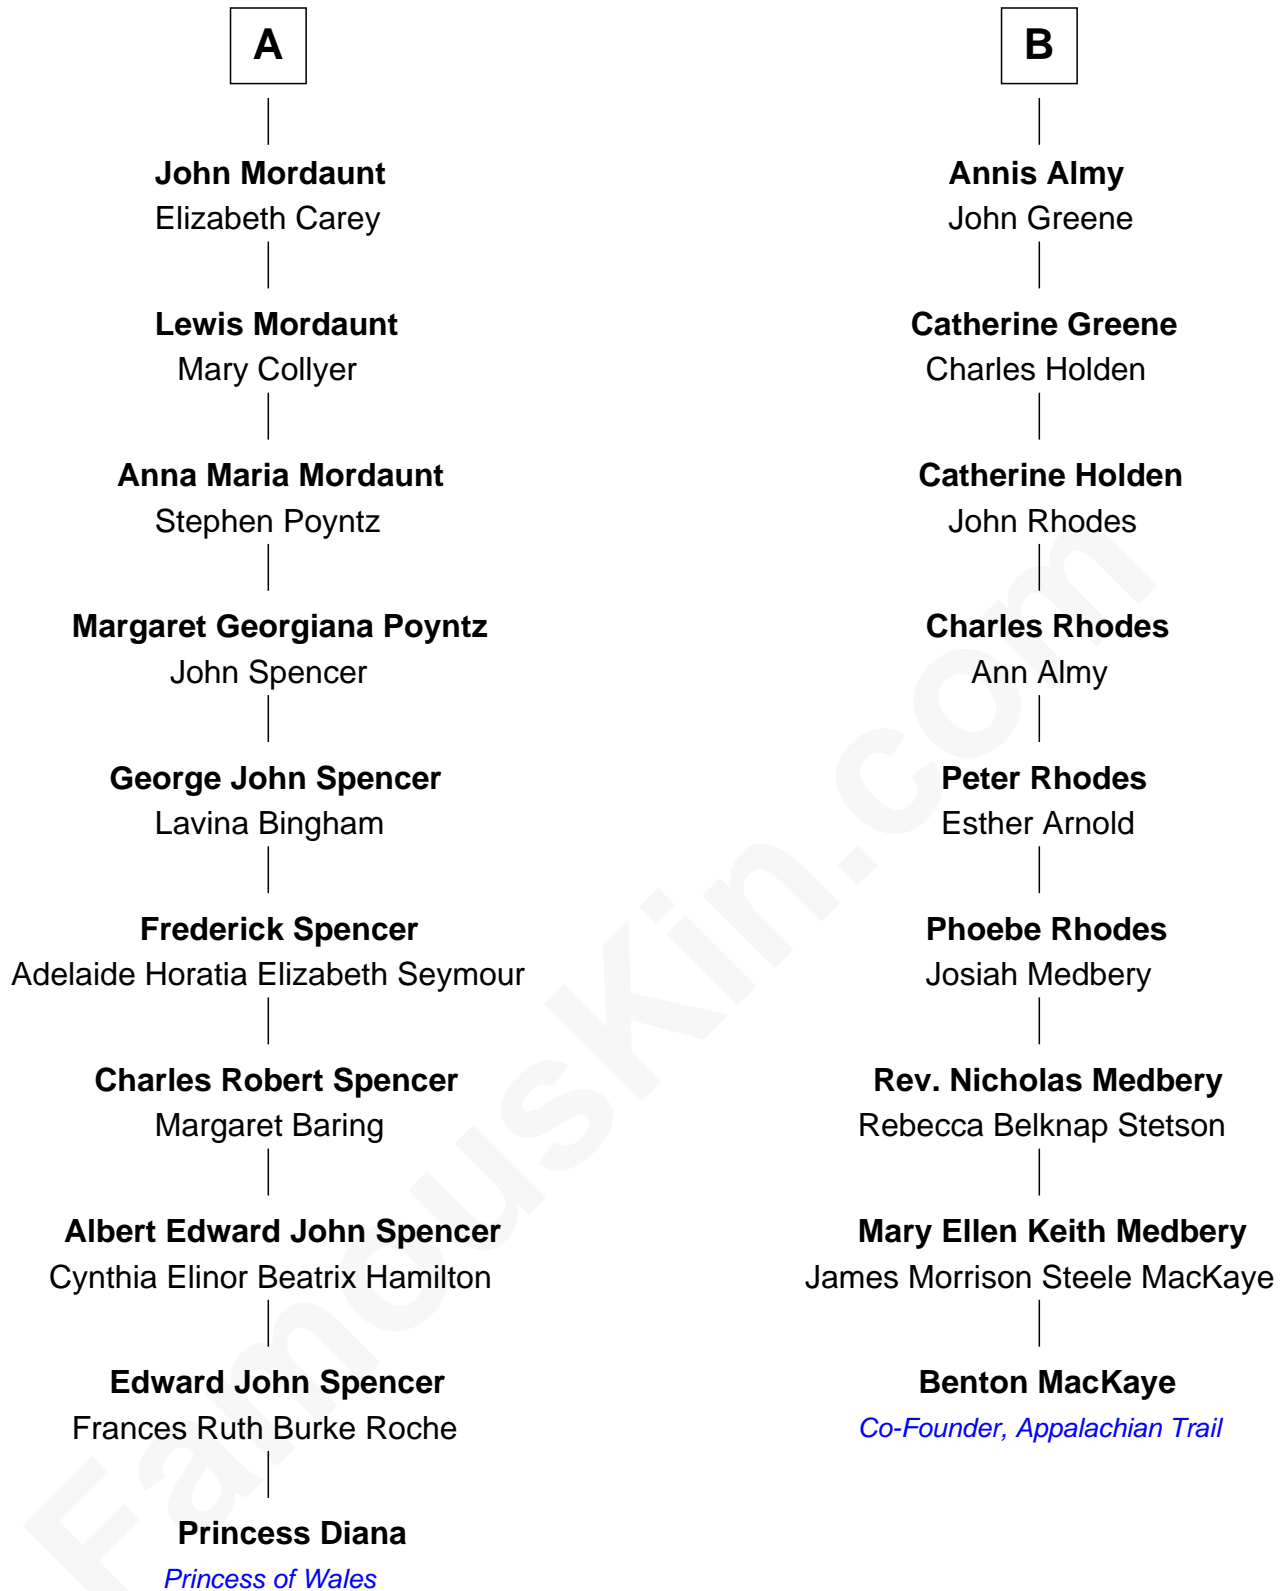 A
John Mordaunt
Elizabeth Carey
Lewis Mordaunt
Mary Collyer
Anna Maria Mordaunt
Stephen Poyntz
Margaret Georgiana Poyntz
John Spencer
George John Spencer
Lavina Bingham
Frederick Spencer
Adelaide Horatia Elizabeth Seymour
Charles Robert Spencer
Margaret Baring
Albert Edward John Spencer
Cynthia Elinor Beatrix Hamilton
Edward John Spencer
Frances Ruth Burke Roche
Princess Diana
Princess of Wales
B
Annis Almy
John Greene
Catherine Greene
Charles Holden
Catherine Holden
John Rhodes
Charles Rhodes
Ann Almy
Peter Rhodes
Esther Arnold
Phoebe Rhodes
Josiah Medbery
Rev. Nicholas Medbery
Rebecca Belknap Stetson
Mary Ellen Keith Medbery
James Morrison Steele MacKaye
Benton MacKaye
Co-Founder, Appalachian Trail
FamousKin.com